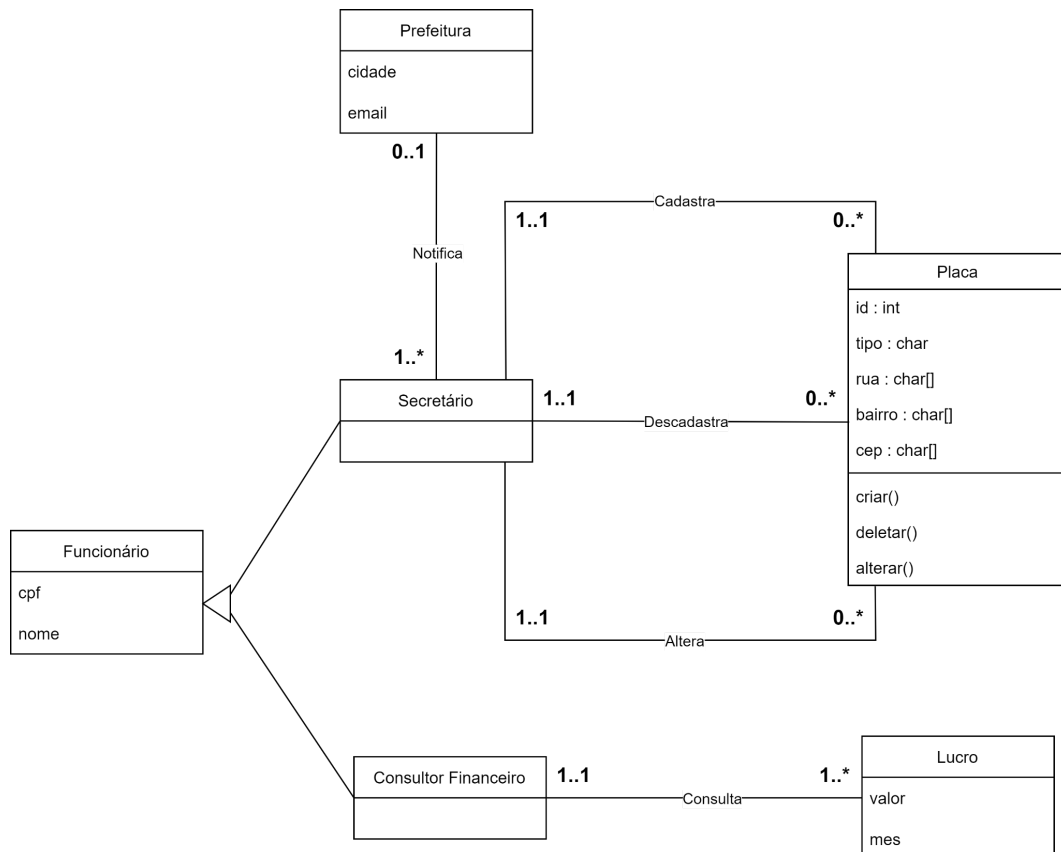 Prefeitura
cidade
email
0..1
Notifica
1..*
Cadastra
1..1
0..*
Placa
id : int
tipo : char
rua : char[]
bairro : char[]
cep : char[]
criar()
deletar()
alterar()
Secretário
1..1
Descadastra
0..*
1..1
Altera
0..*
Funcionário
cpf
nome
Consultor Financeiro
1..1
Consulta
1..*
Lucro
valor
mes